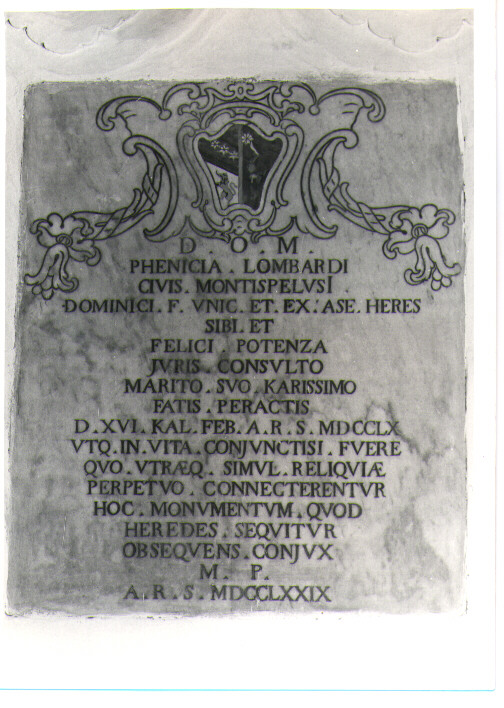 D . O . M .
PHENICIA . LOMBARDI
CIVIS . MONTISPELVSI
DOMINICI . F . VNIC . ET . EX . ASE . HERES
SIBI . ET
FELICI . POTENZA
JVRIS . CONSVLTO
MARITO . SVO . KARISSIMO
FATIS . PERACTIS
D . XVI . KAL . FEB . A . R . S . MDCCLX
VTQ . IN . VITA . CONJVNCTISI . FVERE
QVO . VTRÆQ . SIMVL . RELIQVIÆ
PERPETVO . CONNECTERENTVR
HOC . MONVMENTVM . QVOD
HEREDES . SEQVITVR
OBSEQVENS . CONJVX
M . P .
A . R . S . MDCCLXXIX